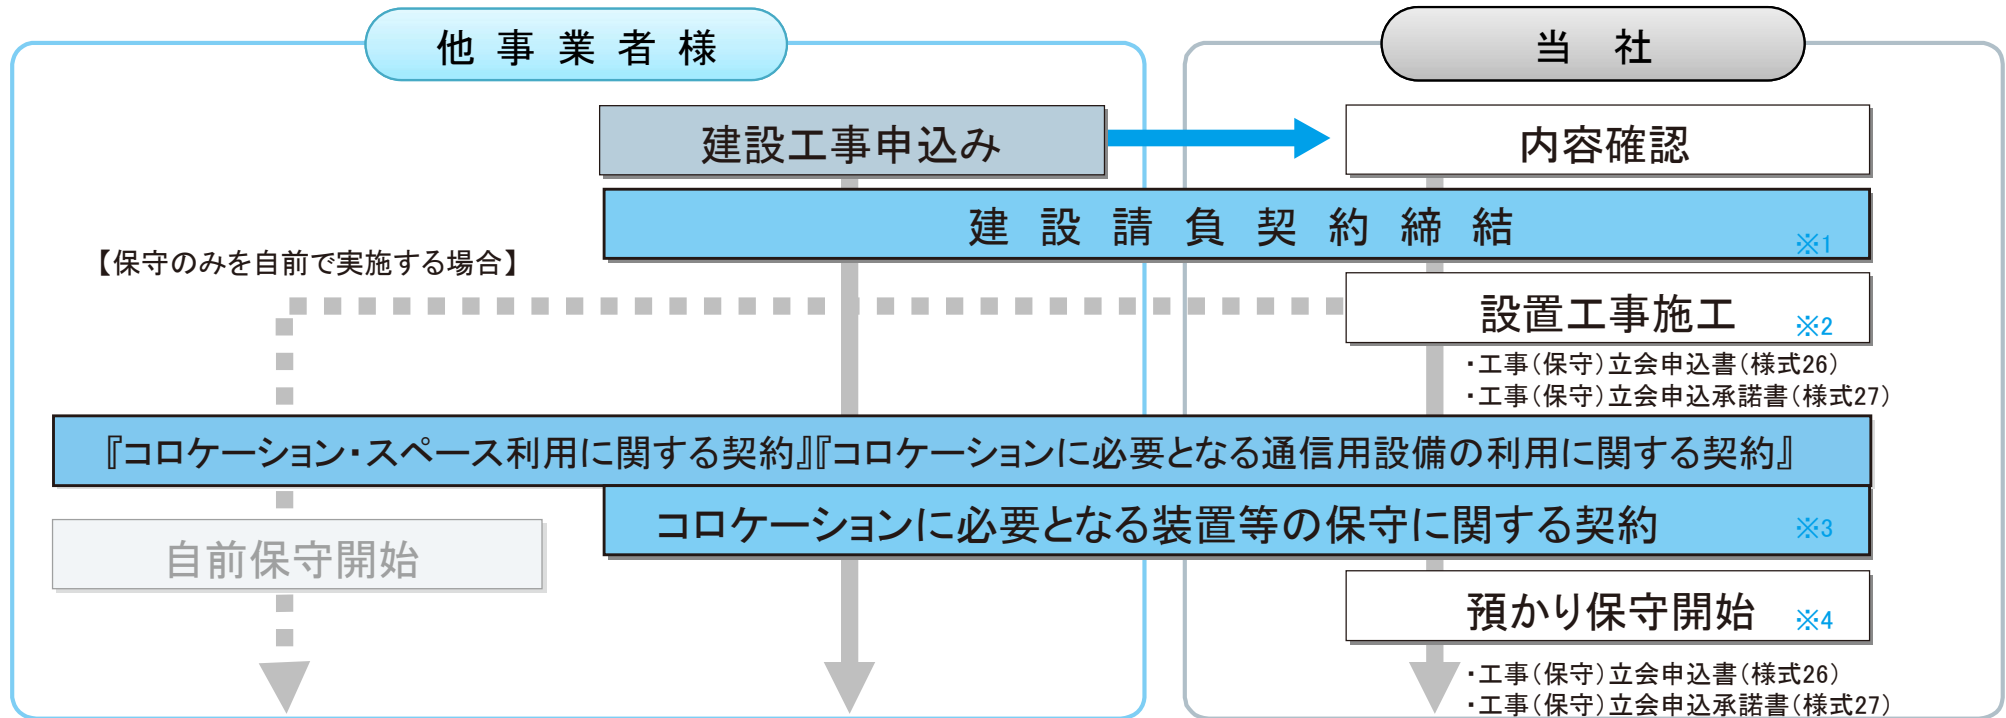 他事業者様
当社
建設工事申込み
内容確認
建設請負契約締結 ※1
【保守のみを自前で実施する場合】
設置工事施工 ※2
・工事(保守)立会申込書(様式26)
・工事(保守)立会申込承諾書(様式27)
『コロケーション・スペース利用に関する契約』『コロケーションに必要となる通信用設備の利用に関する契約』
コロケーションに必要となる装置等の保守に関する契約 ※3
自前保守開始
預かり保守開始 ※4
・工事(保守)立会申込書(様式26)
・工事(保守)立会申込承諾書(様式27)